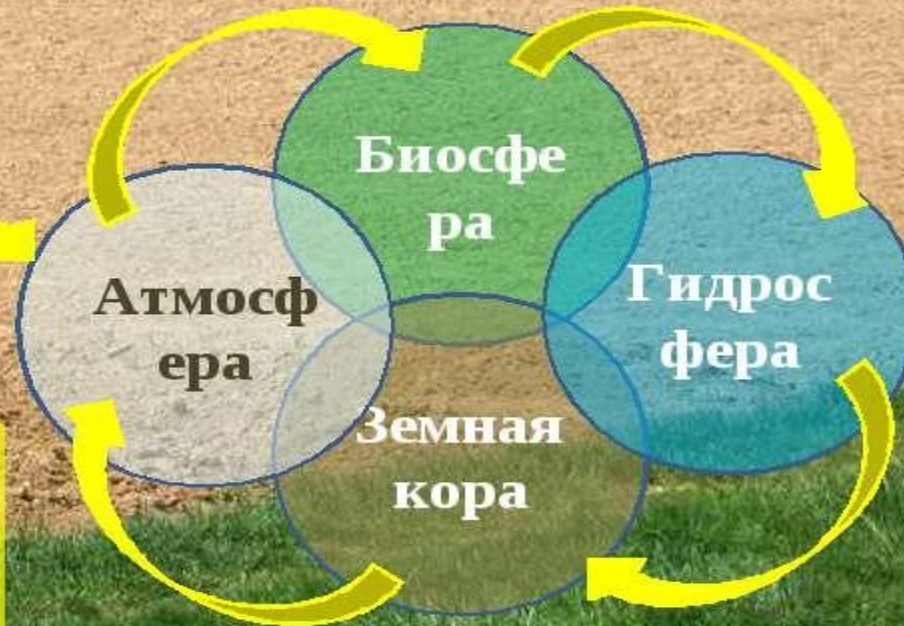 Биосфе
ра
Атмосф
ера
Гидрос
фера
Земная
кора